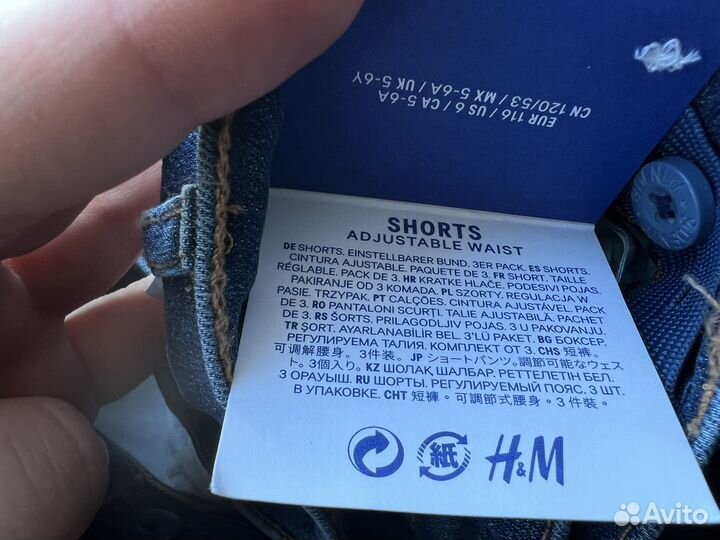 EUR 116 / US 6 / CA 5-6A
CN 120/53 / MX 5-6A / UK 5-6Y
SHORTS
ADJUSTABLE WAIST
DE SHORTS. EINSTELLBARER BUND. 3ER PACK. ES SHORTS.
CINTURA AJUSTABLE. PAQUETE DE 3. FR SHORT. TAILLE
RÉGLABLE. PACK DE 3. HR KRATKE HLAČE, PODESIVI POJAS.
PAKIRANJE OD 3 KOMADA. PL SZORTY. REGULACJA W
PASIE. TRZYPAK. PT CALÇÕES. CINTURA AJUSTÁVEL. PACK
DE 3. RO PANTALONI SCURȚI. TALIE AJUSTABILĂ. PACHET
DE 3. RS ŠORTS. PRILAGODLJIV POJAS. 3 U PAKOVANJU.
TR ŞORT. AYARLANABİLİR BEL. 3'LÜ PAKET. BG БОКСЕР.
РЕГУЛИРУЕМА ТАЛИЯ. КОМПЛЕКТ ОТ 3. CHS 短裤。
可调解腰身。3件装。JP ショートパンツ。調節可能なウェス
ト。3個入り。KZ ШОЛАҚ ШАЛБАР. РЕТТЕЛЕТІН БЕЛ.
3 ОРАУЫШ. RU ШОРТЫ. РЕГУЛИРУЕМЫЙ ПОЯС. 3 ШТ.
В УПАКОВКЕ. CHT 短褲。可調節式腰身。3件裝。
紙
H&M
Avito